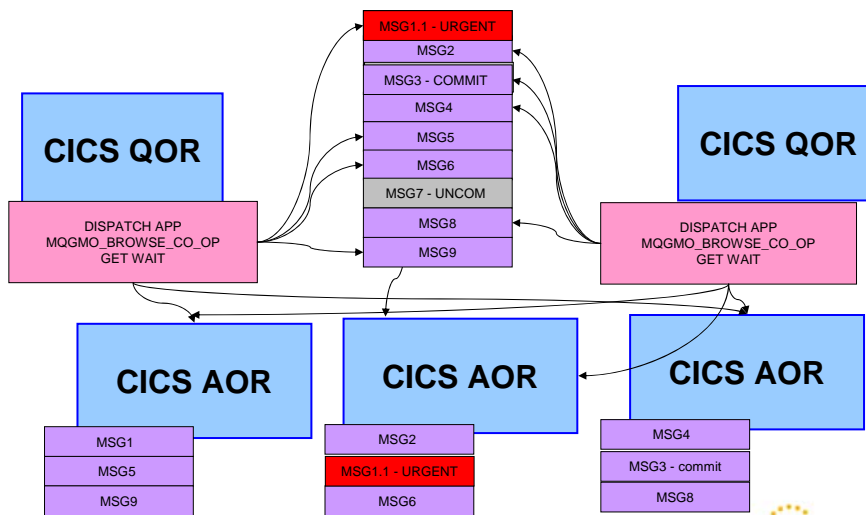 MSG1.1 - URGENT
MSG2
MSG3 - COMMIT
MSG4
MSG5
MSG6
MSG7 - UNCOM
MSG8
MSG9
CICS QOR
DISPATCH APP
MQGMO_BROWSE_CO_OP
GET WAIT
CICS QOR
DISPATCH APP
MQGMO_BROWSE_CO_OP
GET WAIT
CICS AOR
MSG1
MSG5
MSG9
CICS AOR
MSG2
MSG1.1 - URGENT
MSG6
CICS AOR
MSG4
MSG3 - commit
MSG8